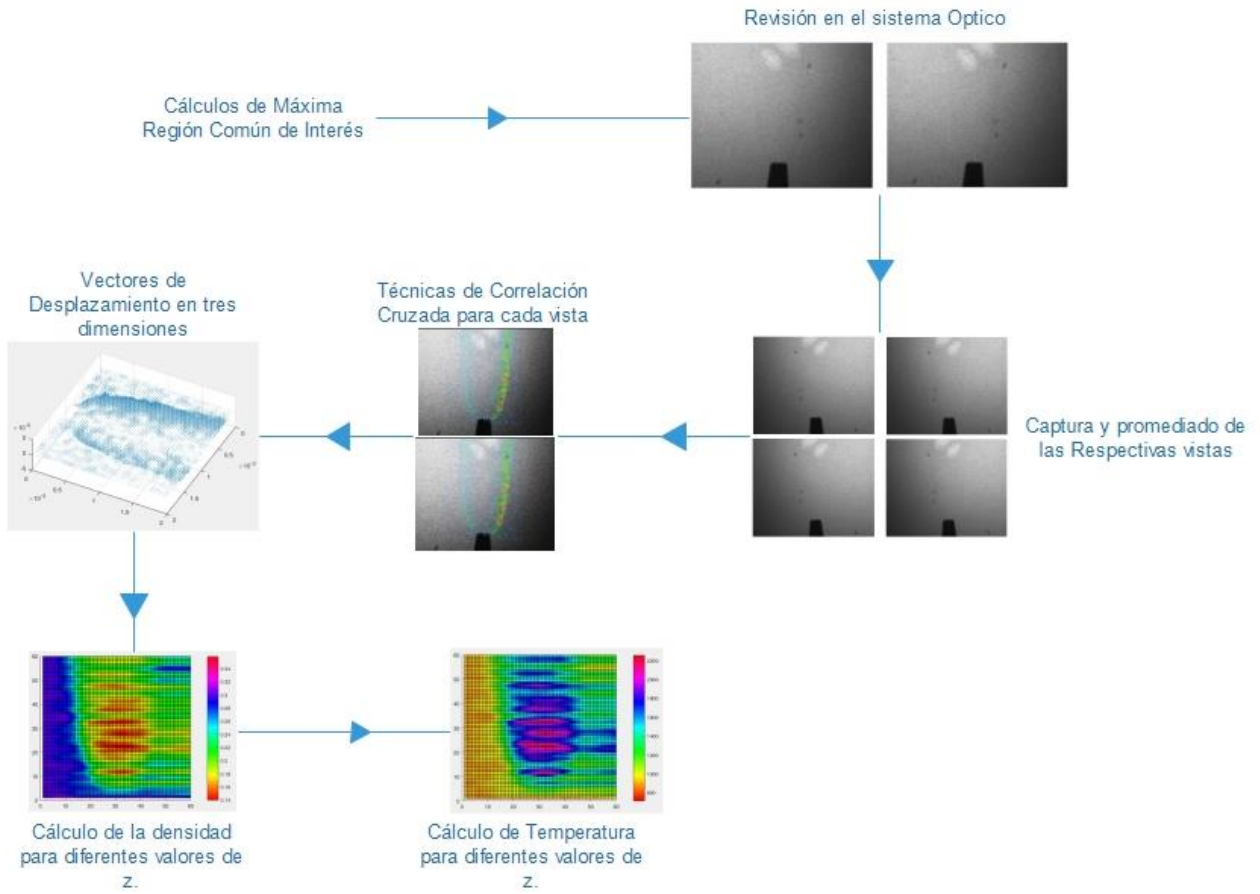 Revisión en el sistema Optico
Cálculos de Máxima
Región Común de Interés
Vectores de
Desplazamiento en tres
dimensiones
Técnicas de Correlación
Cruzada para cada vista
Captura y promediado de
las Respectivas vistas
Cálculo de la densidad
para diferentes valores de
z.
Cálculo de Temperatura
para diferentes valores de
z.